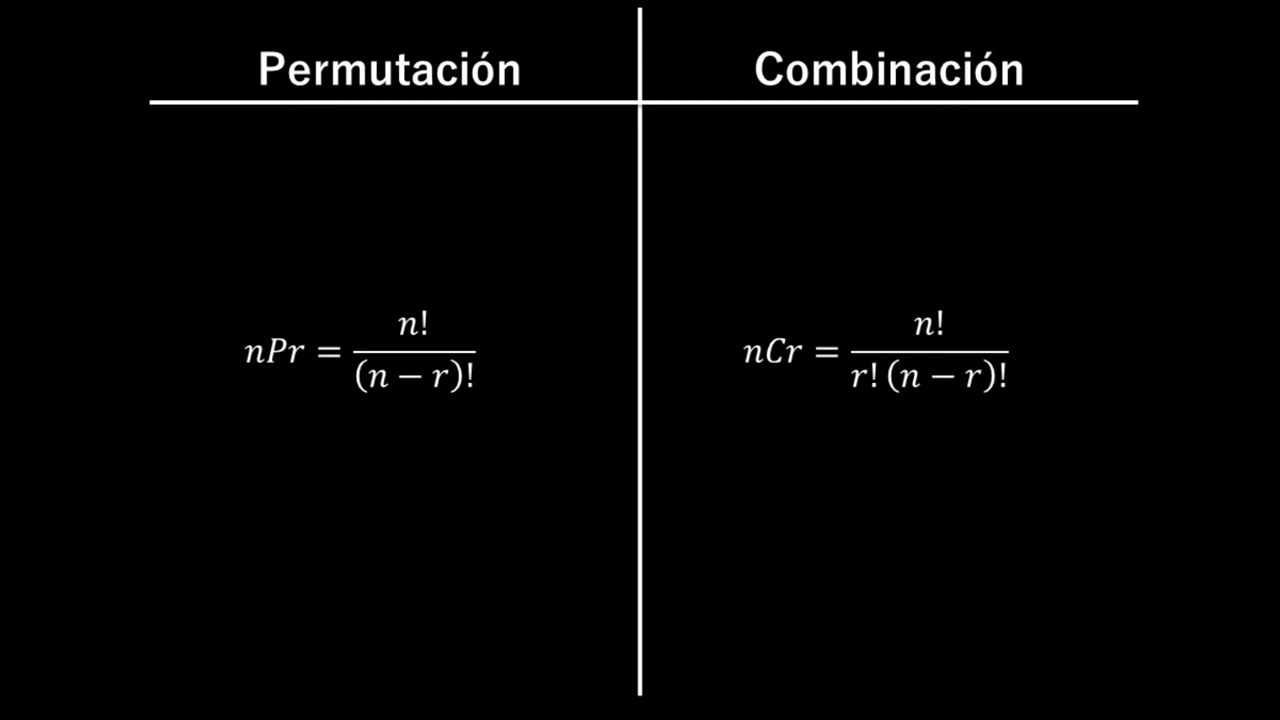 Permutación
Combinación
nPr = n! / (n − r)!
nCr = n! / r! (n − r)!